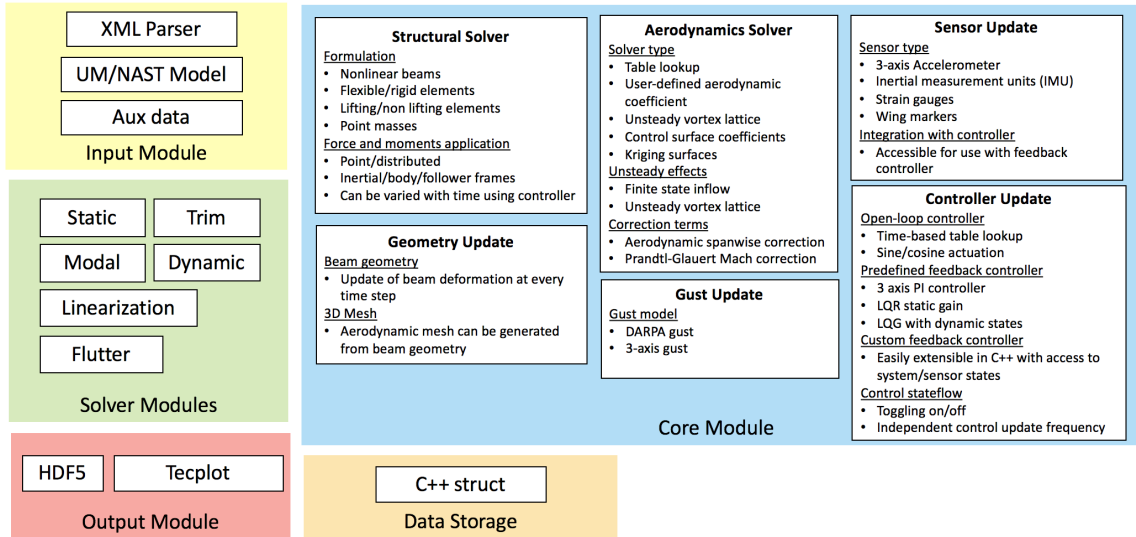 XML Parser
UM/NAST Model
Aux data
Input Module
Static
Trim
Modal
Dynamic
Linearization
Flutter
Solver Modules
HDF5
Tecplot
Output Module
Structural Solver
Formulation
• Nonlinear beams
• Flexible/rigid elements
• Lifting/non lifting elements
• Point masses
Force and moments application
• Point/distributed
• Inertial/body/follower frames
• Can be varied with time using controller
Geometry Update
Beam geometry
• Update of beam deformation at every
time step
3D Mesh
• Aerodynamic mesh can be generated
from beam geometry
Aerodynamics Solver
Solver type
• Table lookup
• User-defined aerodynamic
coefficient
• Unsteady vortex lattice
• Control surface coefficients
• Kriging surfaces
Unsteady effects
• Finite state inflow
• Unsteady vortex lattice
Correction terms
• Aerodynamic spanwise correction
• Prandtl-Glauert Mach correction
Gust Update
Gust model
• DARPA gust
• 3-axis gust
Sensor Update
Sensor type
• 3-axis Accelerometer
• Inertial measurement units (IMU)
• Strain gauges
• Wing markers
Integration with controller
• Accessible for use with feedback
controller
Controller Update
Open-loop controller
• Time-based table lookup
• Sine/cosine actuation
Predefined feedback controller
• 3 axis PI controller
• LQR static gain
• LQG with dynamic states
Custom feedback controller
• Easily extensible in C++ with access to
system/sensor states
Control stateflow
• Toggling on/off
• Independent control update frequency
Core Module
C++ struct
Data Storage